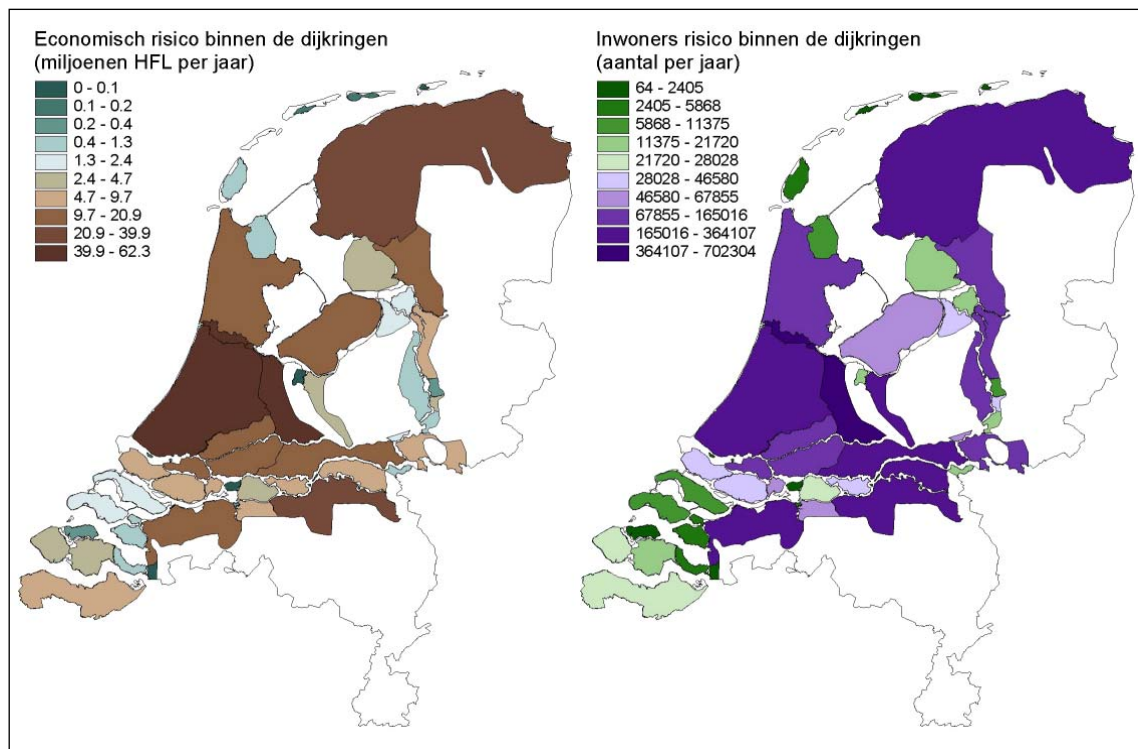 Economisch risico binnen de dijkringen
(miljoenen HFL per jaar)
0 - 0.1
0.1 - 0.2
0.2 - 0.4
0.4 - 1.3
1.3 - 2.4
2.4 - 4.7
4.7 - 9.7
9.7 - 20.9
20.9 - 39.9
39.9 - 62.3
Inwoners risico binnen de dijkringen
(aantal per jaar)
64 - 2405
2405 - 5868
5868 - 11375
11375 - 21720
21720 - 28028
28028 - 46580
46580 - 67855
67855 - 165016
165016 - 364107
364107 - 702304